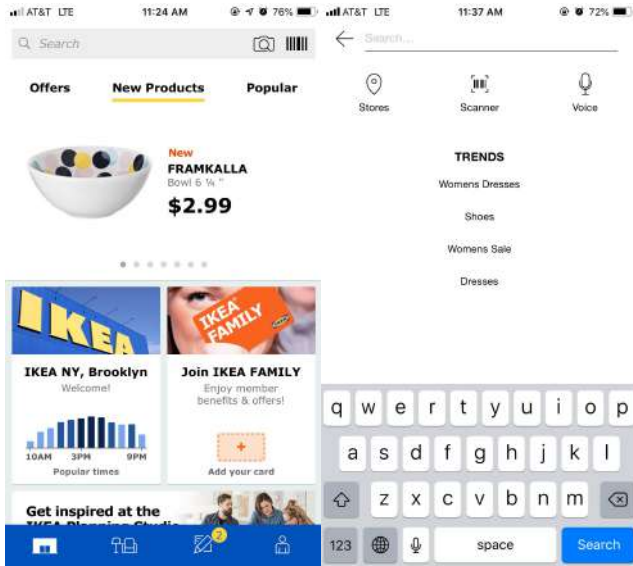 AT&T LTE 11:24 AM 76%
Search
Offers New Products Popular
New
FRAMKALLA
Bowl 6 ¼ "
$2.99
IKEA
IKEA FAMILY
IKEA NY, Brooklyn
Welcome!
10AM 3PM 9PM
Popular times
Join IKEA FAMILY
Enjoy member
benefits & offers!
+
Add your card
Get inspired at the
IKEA Planning Studio
2
AT&T LTE 11:37 AM 72%
Search...
Stores Scanner Voice
TRENDS
Womens Dresses
Shoes
Womens Sale
Dresses
q w e r t y u i o p
a s d f g h j k l
z x c v b n m
123 space Search